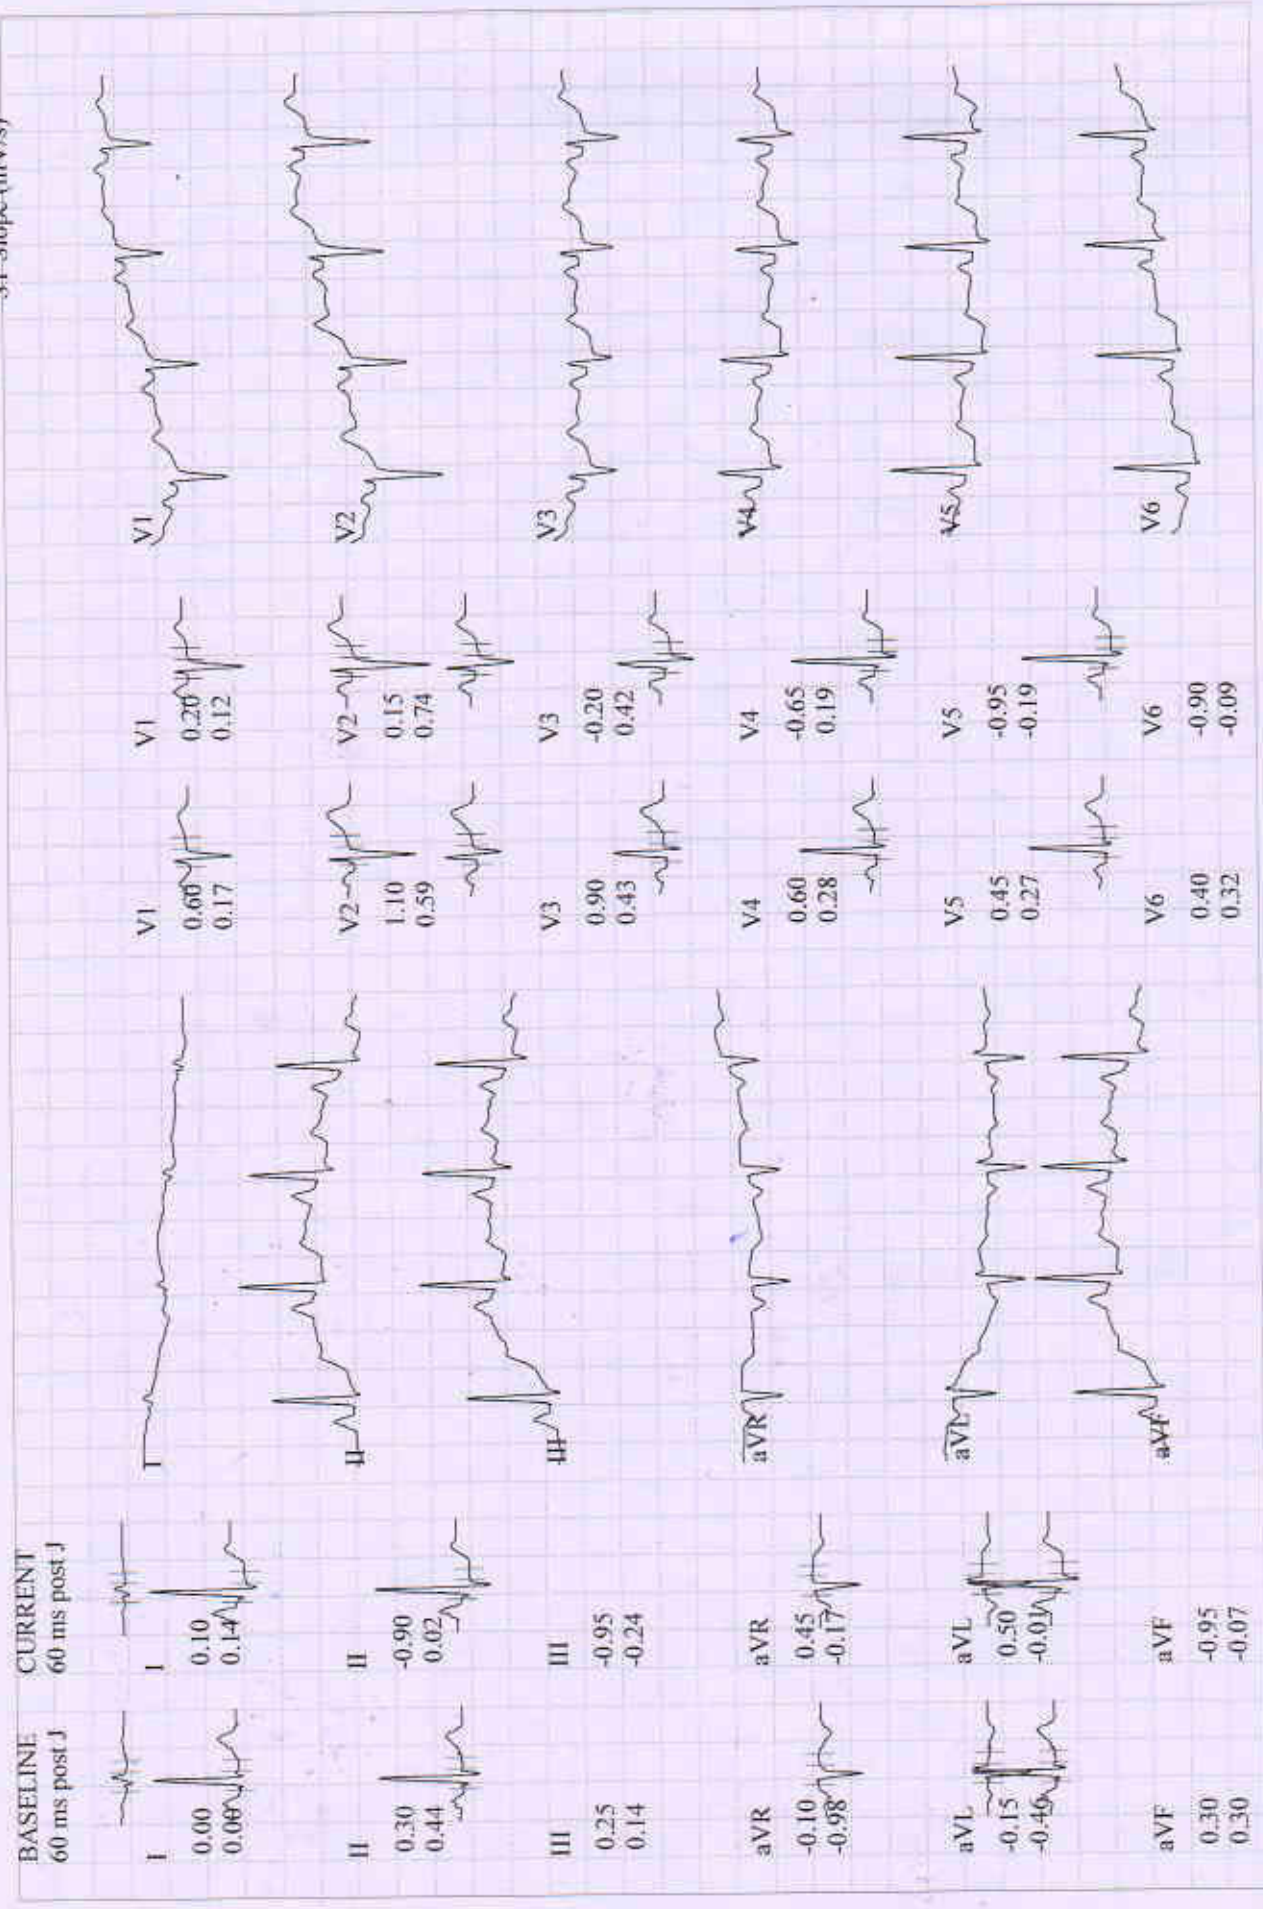 BASELINE CURRENT
60 ms post J 60 ms post J
ST Slope (mV/s)
I I I V1 V1 V1
0.00 0.10 0.60 0.20
0.00 0.14 0.17 0.12
II II II V2 V2 V2
0.30 -0.90 1.10 0.15
0.44 0.02 0.59 0.74
III III III V3 V3 V3
0.25 -0.95 0.90 -0.20
0.14 -0.24 0.43 0.42
aVR aVR aVR V4 V4 V4
-0.10 0.45 0.60 -0.65
-0.98 -0.17 0.28 0.19
aVL aVL aVL V5 V5 V5
-0.15 0.50 0.45 -0.95
-0.46 -0.01 0.27 -0.19
aVF aVF aVF V6 V6 V6
0.30 -0.95 0.40 -0.90
0.30 -0.07 0.32 -0.09